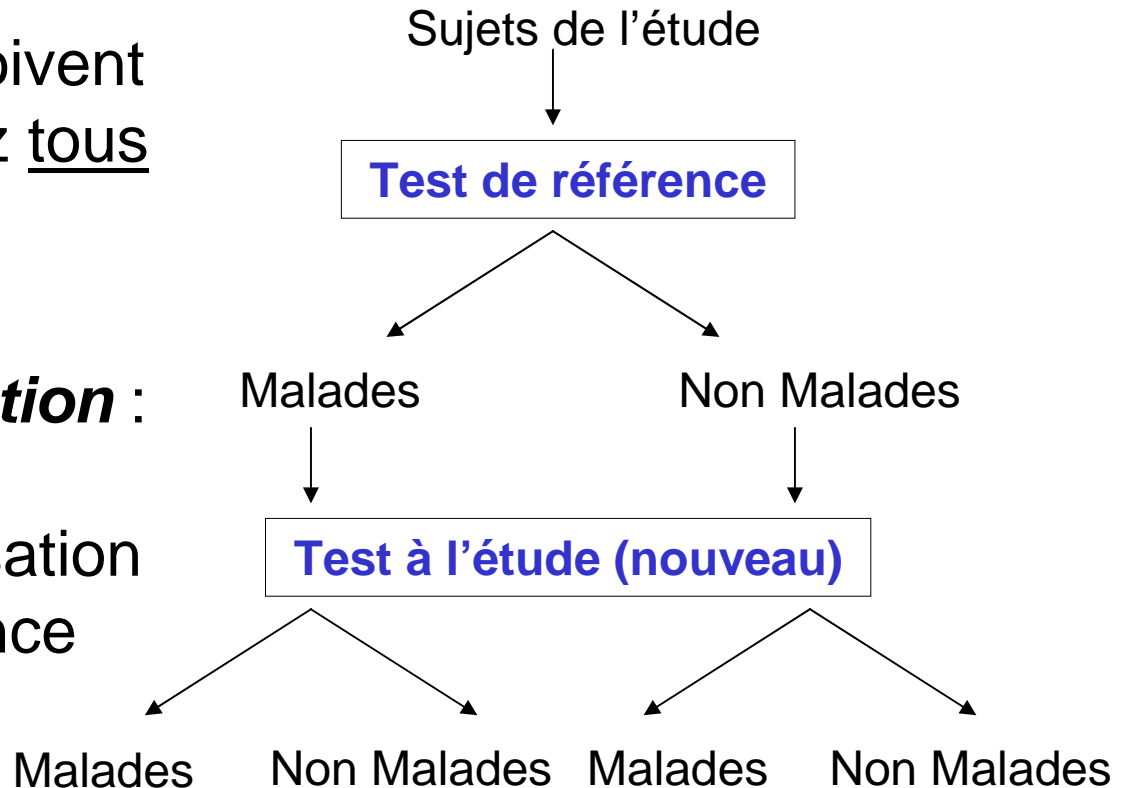 Sujets de l’étude
oivent
z tous
Test de référence
Malades Non Malades
tion :
sation
Test à l’étude (nouveau)
nce
Malades Non Malades Malades Non Malades